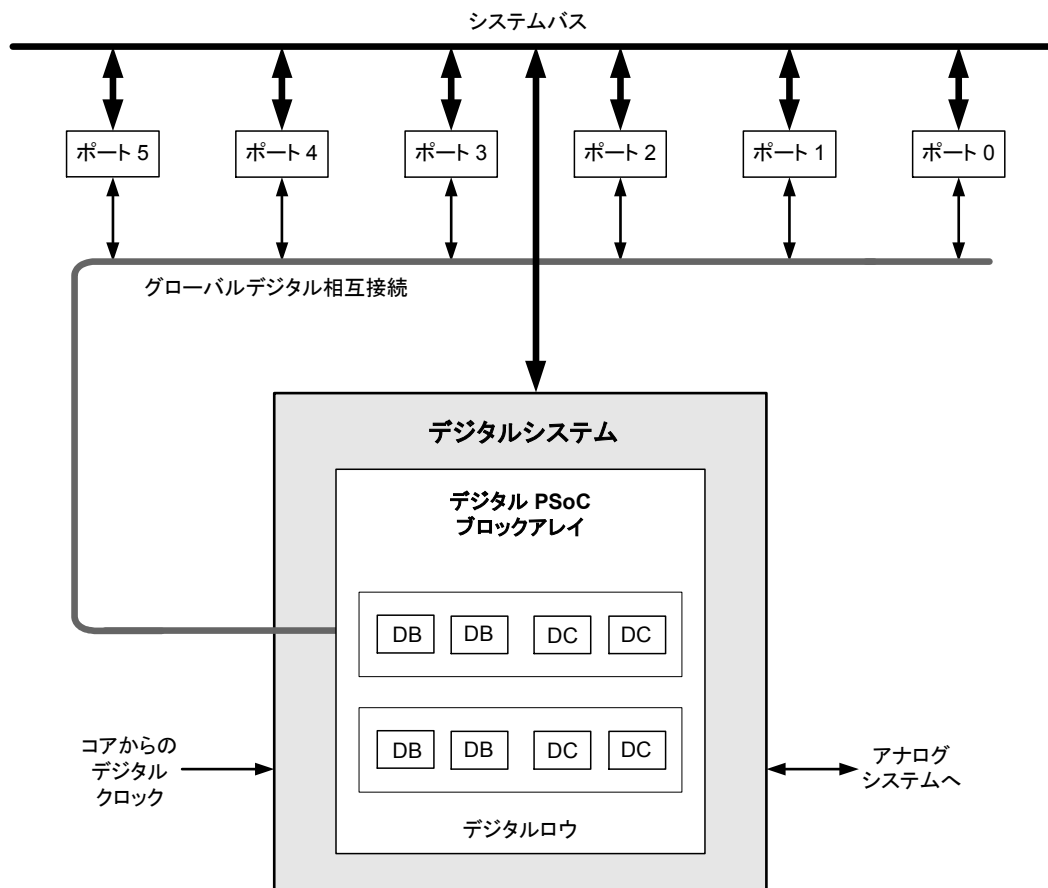 システムバス
ポート 5
ポート 4
ポート 3
ポート 2
ポート 1
ポート 0
グローバルデジタル相互接続
デジタルシステム
デジタル PSoC
ブロックアレイ
DB DB DC DC
DB DB DC DC
デジタルロウ
コアからの
デジタル
クロック
アナログ
システムへ